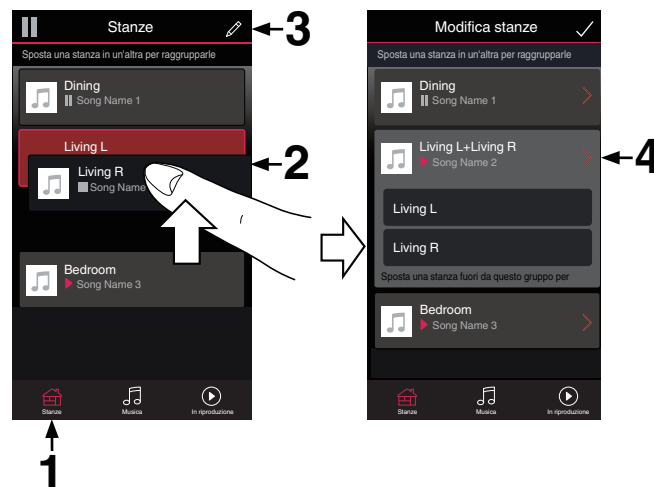 Stanze
3
Sposta una stanza in un'altra per raggrupparle
Dining
Song Name 1
Living L
2
Living R
Song Name
Bedroom
Song Name 3
Stanze
Musica
In riproduzione
1
Modifica stanze
Sposta una stanza in un'altra per raggrupparle
Dining
Song Name 1
Living L+Living R
Song Name 2
4
Living L
Living R
Sposta una stanza fuori da questo gruppo per
Bedroom
Song Name 3
Stanze
Musica
In riproduzione